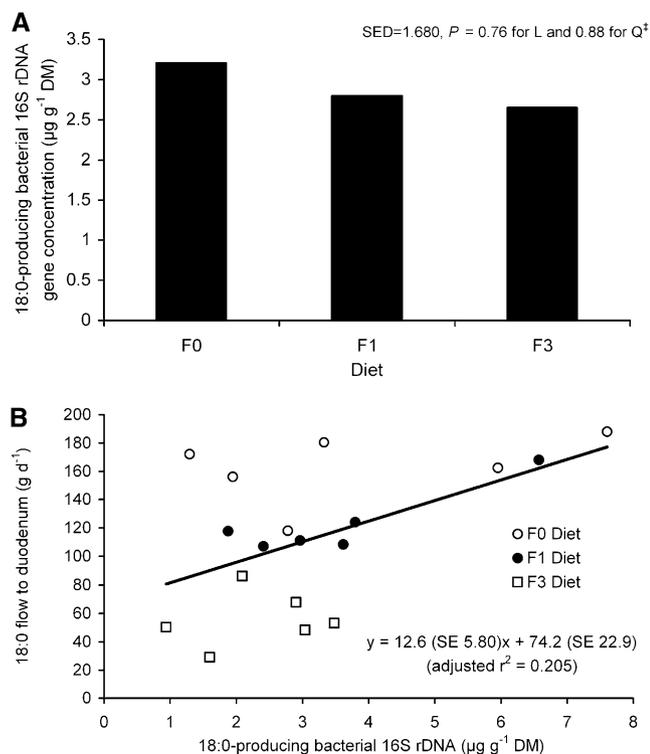 A
SED=1.680, P = 0.76 for L and 0.88 for Q‡
18:0-producing bacterial 16S rDNA
gene concentration (µg g-1 DM)
3.5
3
2.5
2
1.5
1
0.5
0
F0 F1 F3
Diet
B
18:0 flow to duodenum (g d-1)
200
180
160
140
120
100
80
60
40
20
0
F0 Diet
F1 Diet
F3 Diet
y = 12.6 (SE 5.80)x + 74.2 (SE 22.9)
(adjusted r2 = 0.205)
0 1 2 3 4 5 6 7 8
18:0-producing bacterial 16S rDNA (µg g-1 DM)